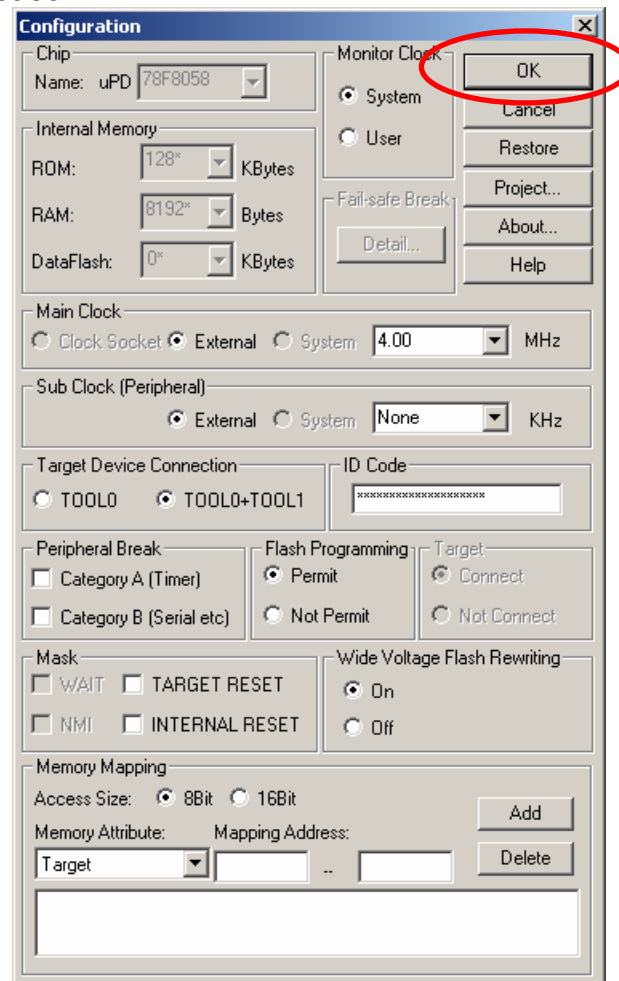 Configuration
Chip
Name: uPD 78F8058
Monitor Clock
System
User
OK
Cancel
Restore
Project...
About...
Help
Internal Memory
ROM: 128* KBytes
RAM: 8192* Bytes
DataFlash: 0* KBytes
Fail-safe Break
Detail...
Main Clock
Clock Socket External System 4.00 MHz
Sub Clock (Peripheral)
External System None KHz
Target Device Connection
TOOL0 TOOL0+TOOL1
ID Code
********************
Peripheral Break
Category A (Timer)
Category B (Serial etc)
Flash Programming
Permit
Not Permit
Target
Connect
Not Connect
Mask
WAIT TARGET RESET
NMI INTERNAL RESET
Wide Voltage Flash Rewriting
On
Off
Memory Mapping
Access Size: 8Bit 16Bit
Memory Attribute: Mapping Address:
Target ..
Add
Delete